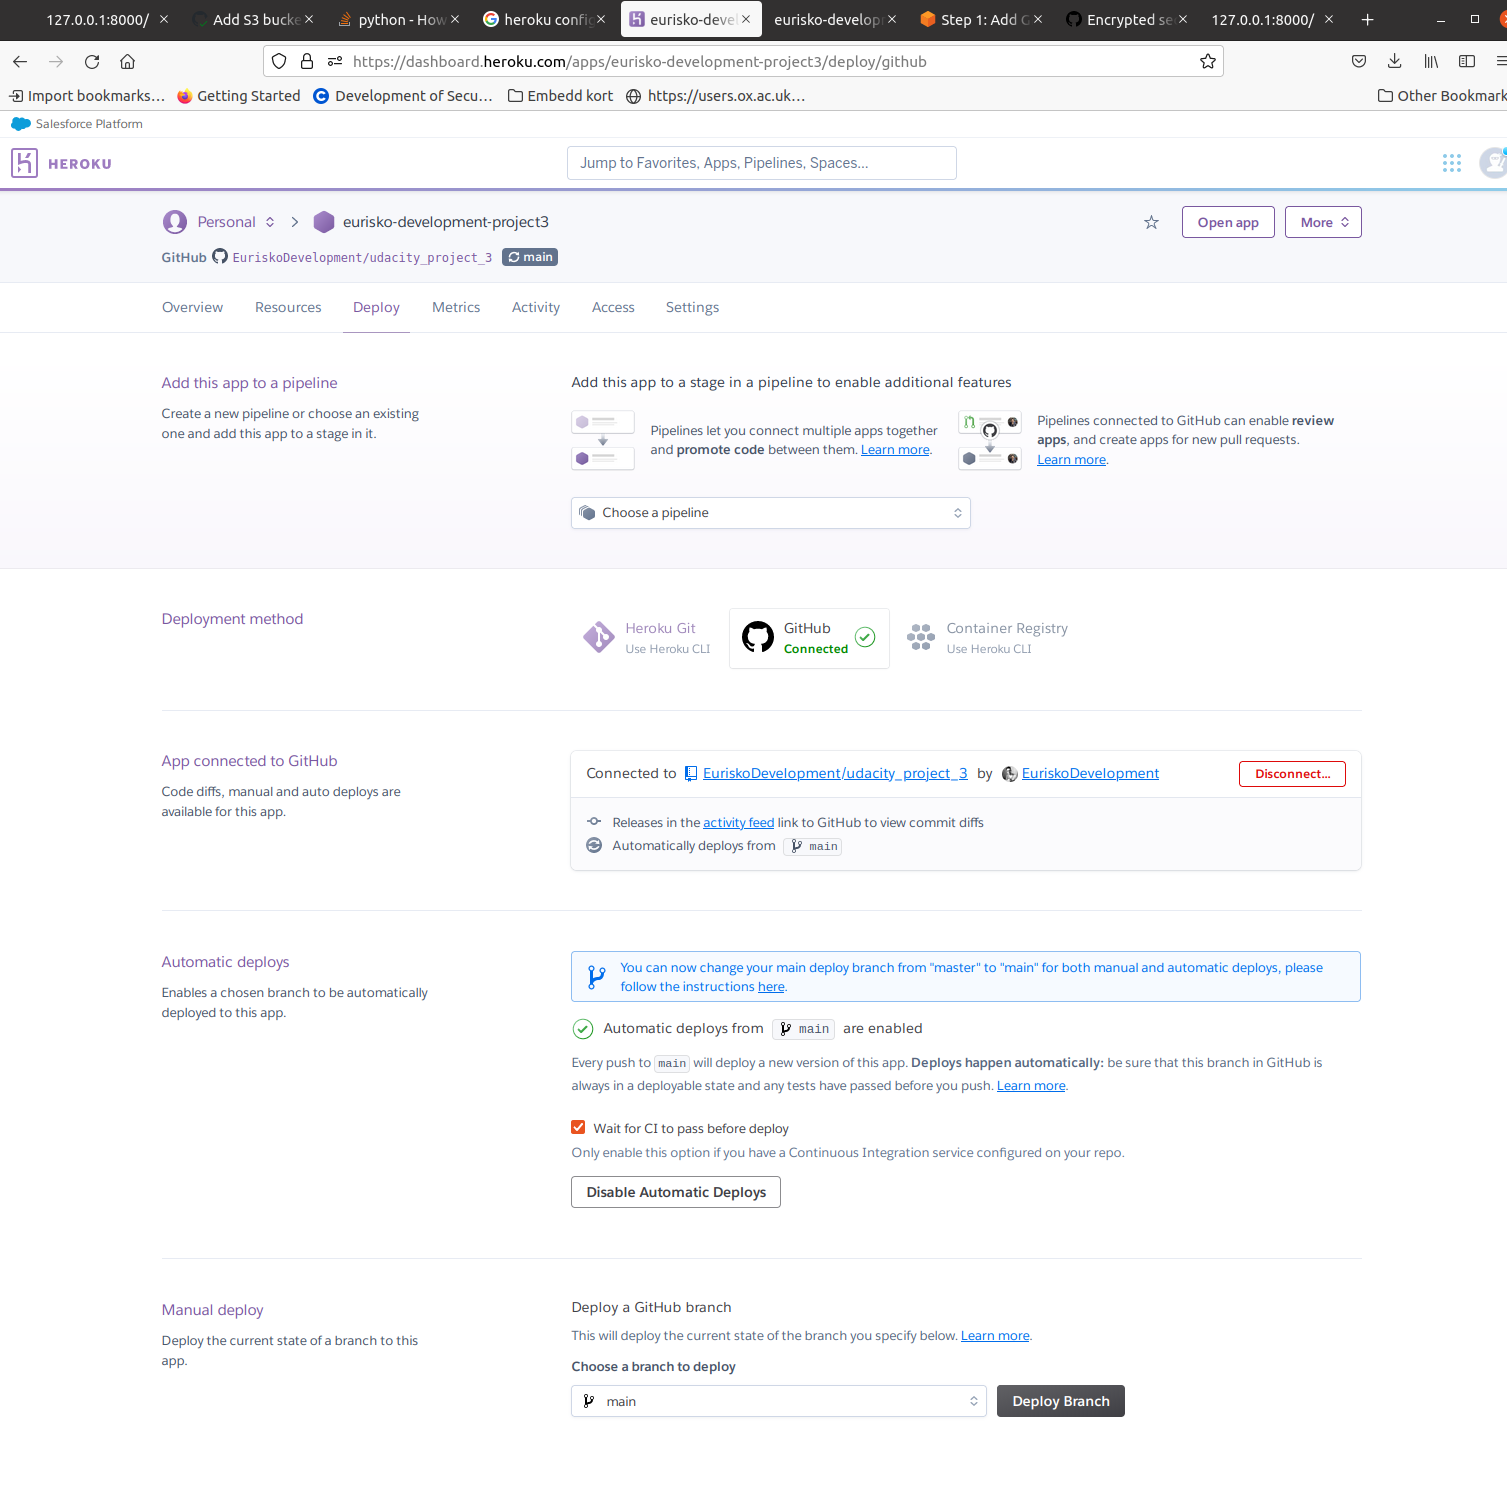 127.0.0.1:8000/
Add S3 bucke
python - How
heroku config
eurisko-devel
eurisko-develop
Step 1: Add G
Encrypted se
127.0.0.1:8000/
https://dashboard.heroku.com/apps/eurisko-development-project3/deploy/github
Import bookmarks...
Getting Started
Development of Secu...
Embedd kort
https://users.ox.ac.uk...
Other Bookmark
Salesforce Platform
HEROKU
Jump to Favorites, Apps, Pipelines, Spaces...
Personal
eurisko-development-project3
Open app
More
GitHub EuriskoDevelopment/udacity_project_3 main
Overview
Resources
Deploy
Metrics
Activity
Access
Settings
Add this app to a pipeline
Create a new pipeline or choose an existing
one and add this app to a stage in it.
Add this app to a stage in a pipeline to enable additional features
Pipelines let you connect multiple apps together
and promote code between them. Learn more.
Pipelines connected to GitHub can enable review
apps, and create apps for new pull requests.
Learn more.
Choose a pipeline
Deployment method
Heroku Git
Use Heroku CLI
GitHub
Connected
Container Registry
Use Heroku CLI
App connected to GitHub
Code diffs, manual and auto deploys are
available for this app.
Connected to EuriskoDevelopment/udacity_project_3 by EuriskoDevelopment
Disconnect...
Releases in the activity feed link to GitHub to view commit diffs
Automatically deploys from main
Automatic deploys
Enables a chosen branch to be automatically
deployed to this app.
You can now change your main deploy branch from "master" to "main" for both manual and automatic deploys, please
follow the instructions here.
Automatic deploys from main are enabled
Every push to main will deploy a new version of this app. Deploys happen automatically: be sure that this branch in GitHub is
always in a deployable state and any tests have passed before you push. Learn more.
Wait for CI to pass before deploy
Only enable this option if you have a Continuous Integration service configured on your repo.
Disable Automatic Deploys
Manual deploy
Deploy the current state of a branch to this
app.
Deploy a GitHub branch
This will deploy the current state of the branch you specify below. Learn more.
Choose a branch to deploy
main
Deploy Branch